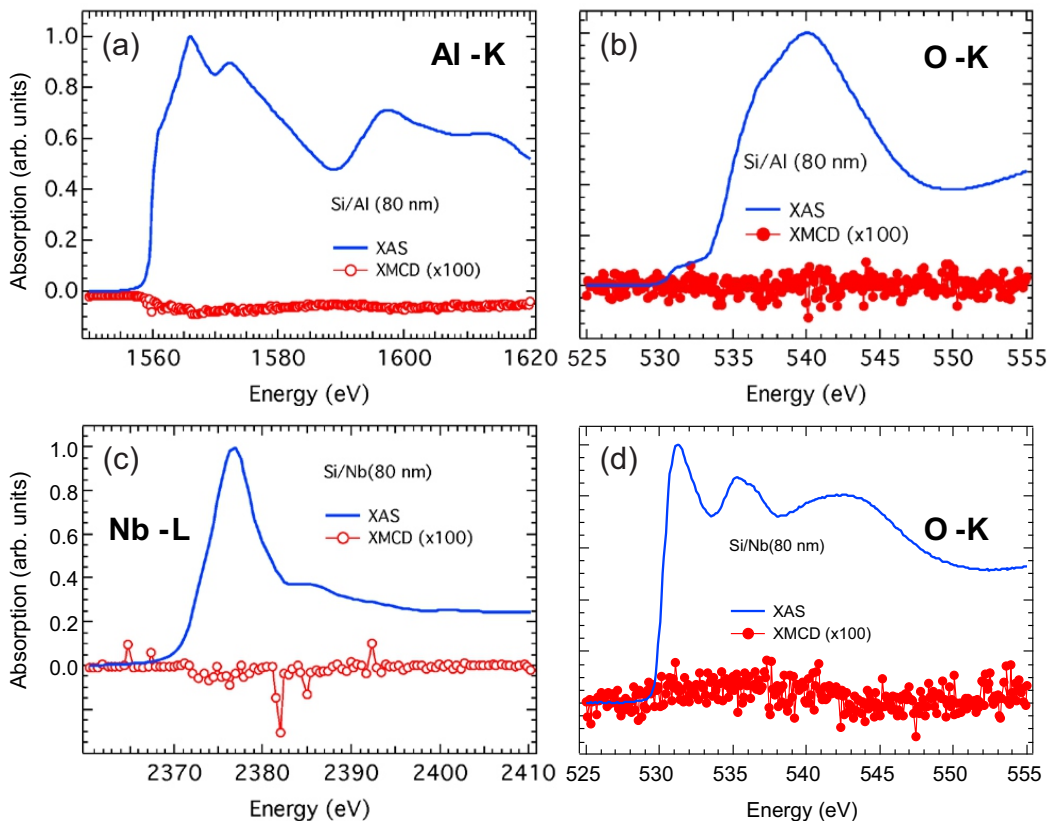 (a)
Al -K
Si/Al (80 nm)
XAS
XMCD (x100)
Absorption (arb. units)
1.0
0.8
0.6
0.4
0.2
0.0
1560 1580 1600 1620
Energy (eV)
(b)
O -K
Si/Al (80 nm)
XAS
XMCD (x100)
525 530 535 540 545 550 555
Energy (eV)
(c)
Nb -L
Si/Nb(80 nm)
XAS
XMCD (x100)
Absorption (arb. units)
1.0
0.8
0.6
0.4
0.2
0.0
2370 2380 2390 2400 2410
Energy (eV)
(d)
O -K
Si/Nb(80 nm)
XAS
XMCD (x100)
525 530 535 540 545 550 555
Energy (eV)